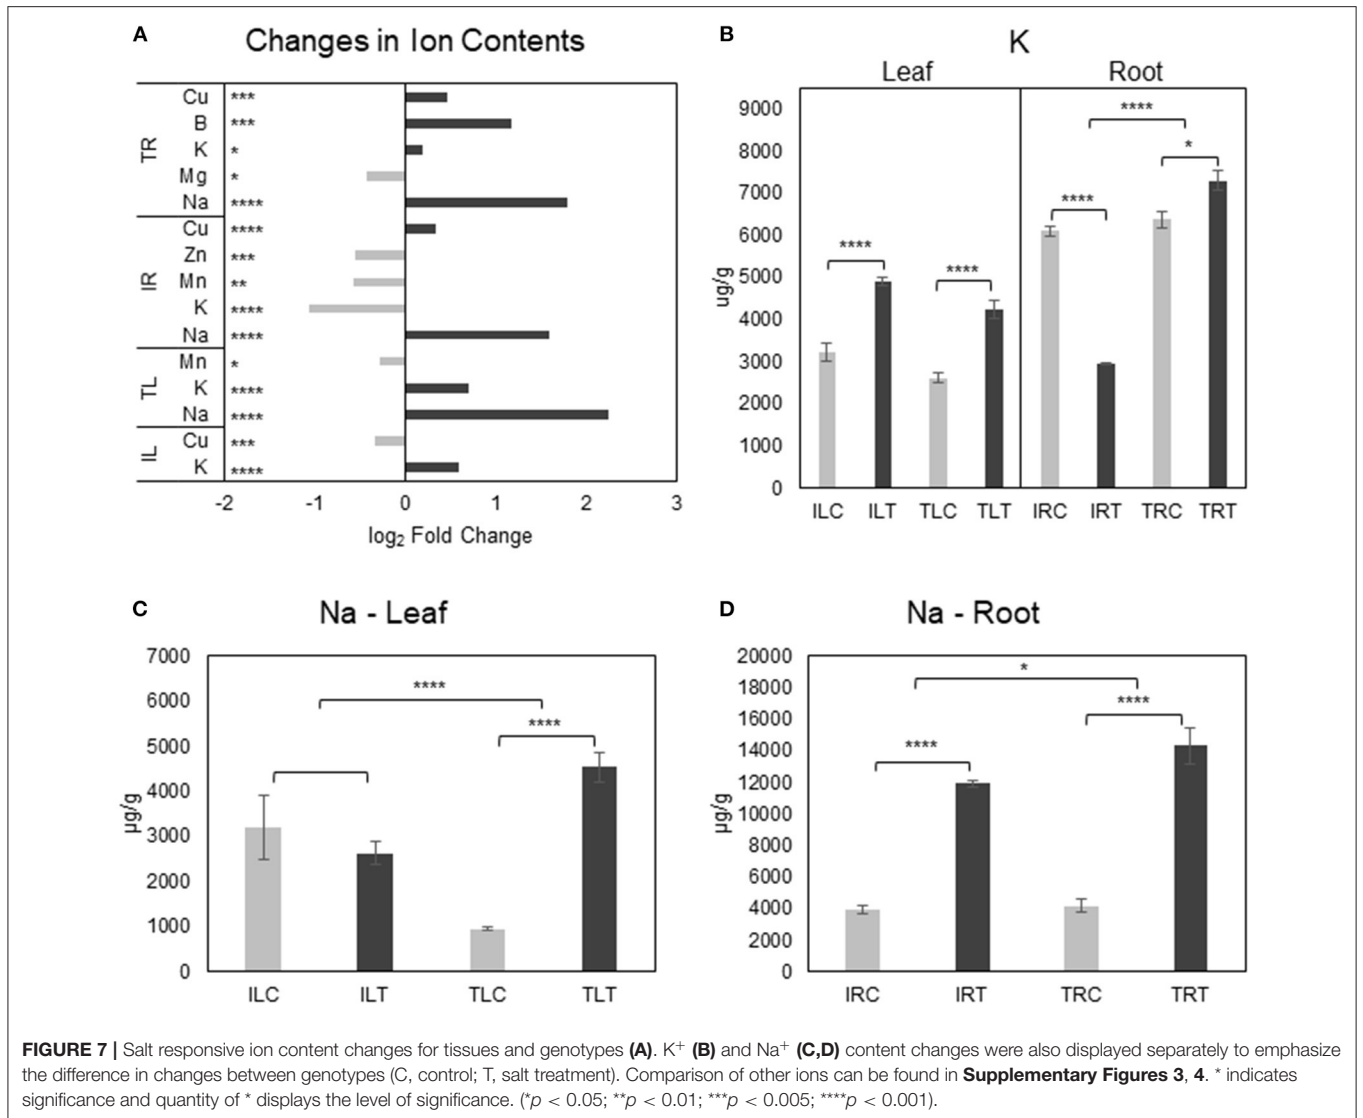 A
Changes in Ion Contents
TR
Cu ***
B ***
K *
Mg *
Na ****
IR
Cu ****
Zn ***
Mn **
K ****
Na ****
TL
Mn *
K ****
Na ****
IL
Cu ***
K ****
-2 -1 0 1 2 3
log₂ Fold Change
B
K
Leaf Root
9000
8000
7000
6000
5000
4000
3000
2000
1000
0
ug/g
**** **** **** **** *
ILC ILT TLC TLT IRC IRT TRC TRT
C
Na - Leaf
7000
6000
5000
4000
3000
2000
1000
0
µg/g
****
****
ILC ILT TLC TLT
D
Na - Root
20000
18000
16000
14000
12000
10000
8000
6000
4000
2000
0
µg/g
*
****
****
IRC IRT TRC TRT
FIGURE 7 | Salt responsive ion content changes for tissues and genotypes (A). K⁺ (B) and Na⁺ (C,D) content changes were also displayed separately to emphasize
the difference in changes between genotypes (C, control; T, salt treatment). Comparison of other ions can be found in Supplementary Figures 3, 4. * indicates
significance and quantity of * displays the level of significance. (*p < 0.05; **p < 0.01; ***p < 0.005; ****p < 0.001).